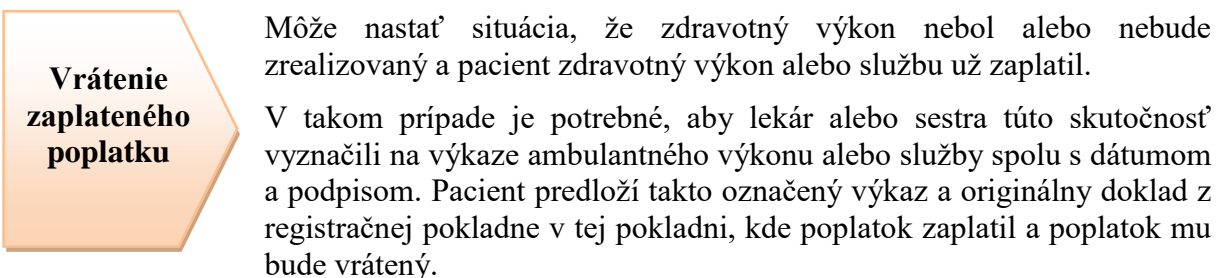 Vrátenie
zaplateného
poplatku
Môže nastať situácia, že zdravotný výkon nebol alebo nebude
zrealizovaný a pacient zdravotný výkon alebo službu už zaplatil.
V takom prípade je potrebné, aby lekár alebo sestra túto skutočnosť
vyznačili na výkaze ambulantného výkonu alebo služby spolu s dátumom
a podpisom. Pacient predloží takto označený výkaz a originálny doklad z
registračnej pokladne v tej pokladni, kde poplatok zaplatil a poplatok mu
bude vrátený.